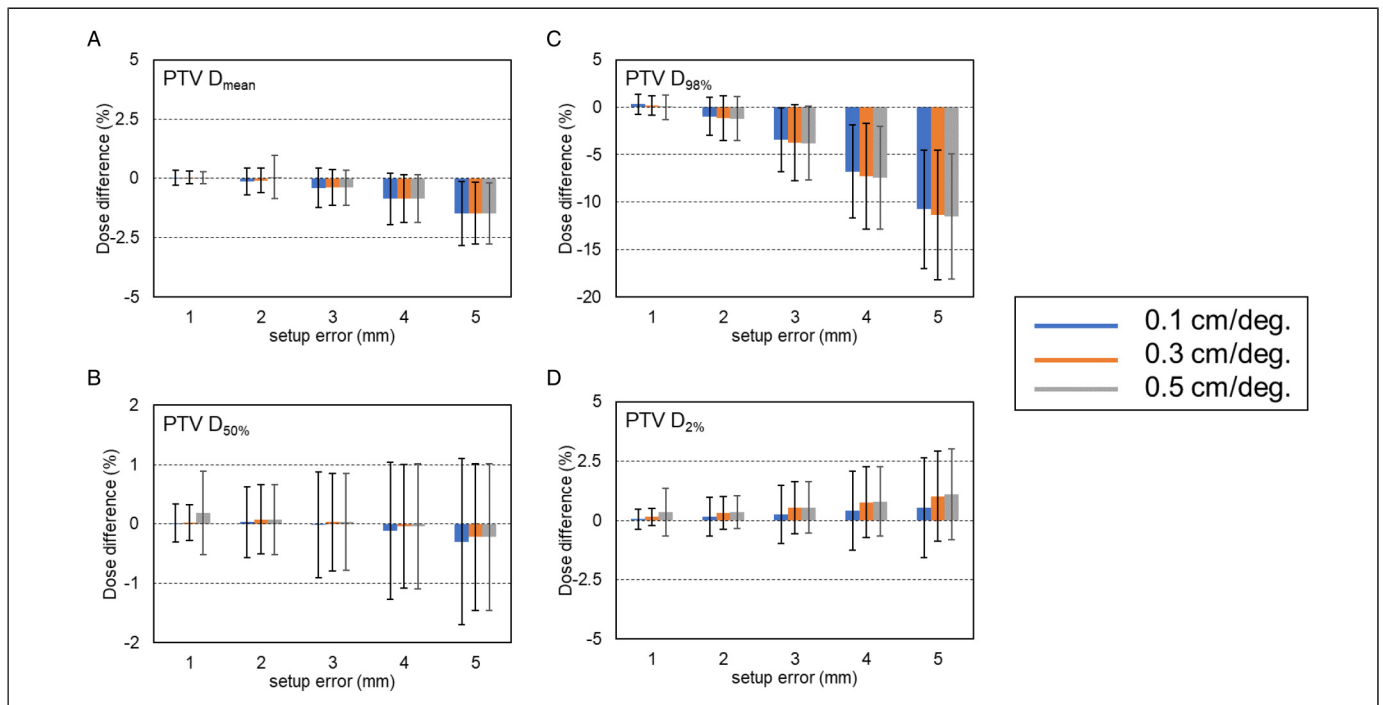 A
PTV Dmean
Dose difference (%)
5
2.5
0
-2.5
-5
1 2 3 4 5
setup error (mm)
C
PTV D98%
Dose difference (%)
5
0
-5
-10
-15
-20
1 2 3 4 5
setup error (mm)
0.1 cm/deg.
0.3 cm/deg.
0.5 cm/deg.
B
PTV D50%
Dose difference (%)
2
1
0
-1
-2
1 2 3 4 5
setup error (mm)
D
PTV D2%
Dose difference (%)
5
2.5
0
-2.5
-5
1 2 3 4 5
setup error (mm)